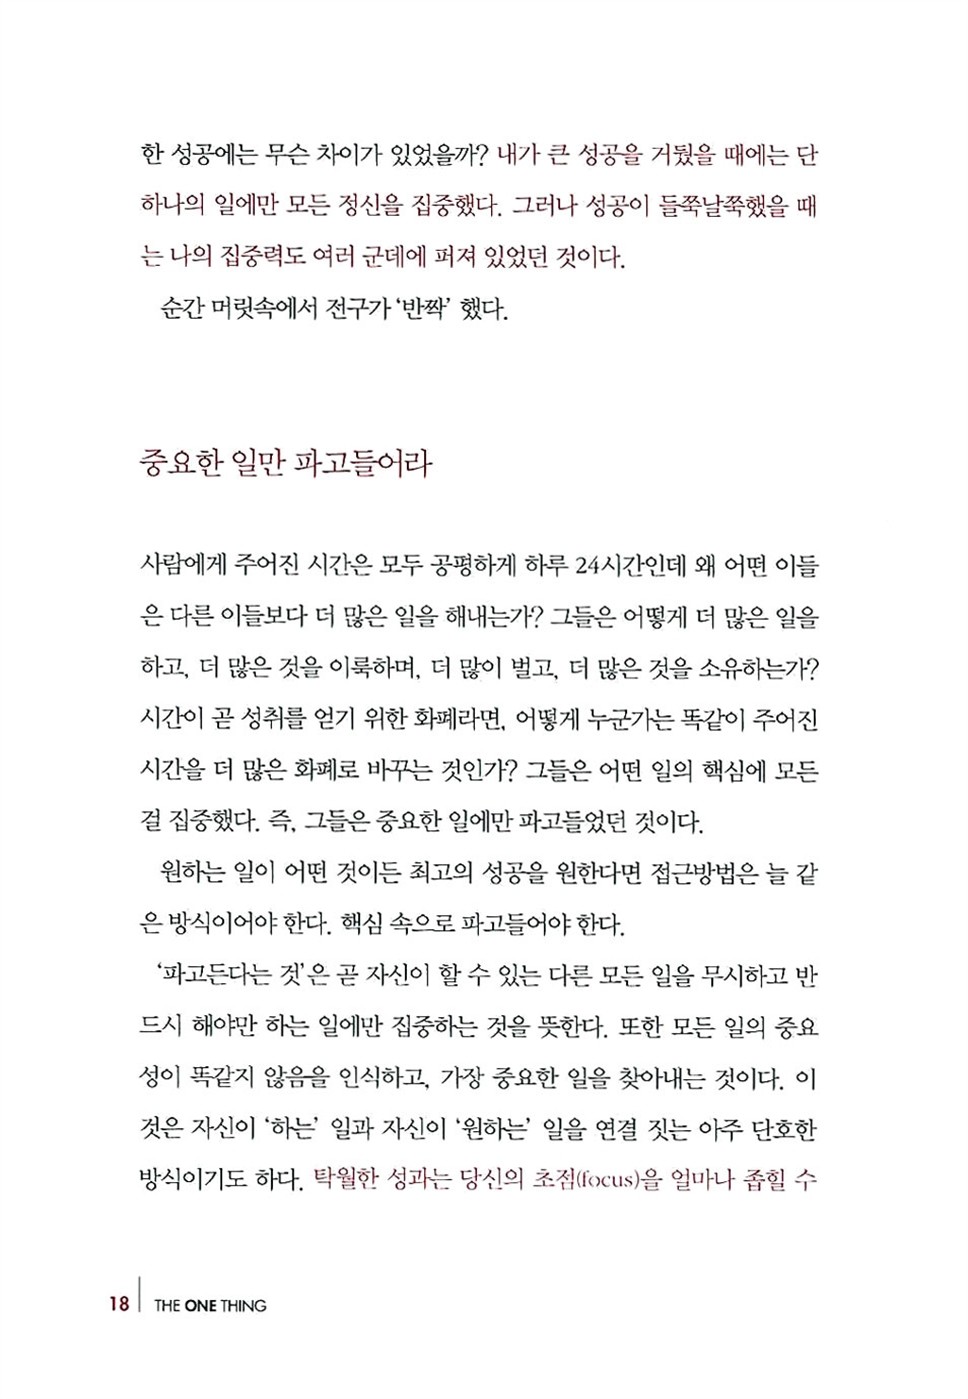 한 성공에는 무슨 차이가 있었을까? 내가 큰 성공을 거뒀을 때에는 단
하나의 일에만 모든 정신을 집중했다. 그러나 성공이 들쭉날쭉했을 때
는 나의 집중력도 여러 군데에 퍼져 있었던 것이다.
순간 머릿속에서 전구가 ‘반짝’ 했다.
중요한 일만 파고들어라
사람에게 주어진 시간은 모두 공평하게 하루 24시간인데 왜 어떤 이들
은 다른 이들보다 더 많은 일을 해내는가? 그들은 어떻게 더 많은 일을
하고, 더 많은 것을 이룩하며, 더 많이 벌고, 더 많은 것을 소유하는가?
시간이 곧 성취를 얻기 위한 화폐라면, 어떻게 누군가는 똑같이 주어진
시간을 더 많은 화폐로 바꾸는 것인가? 그들은 어떤 일의 핵심에 모든
걸 집중했다. 즉, 그들은 중요한 일에만 파고들었던 것이다.
원하는 일이 어떤 것이든 최고의 성공을 원한다면 접근방법은 늘 같
은 방식이어야 한다. 핵심 속으로 파고들어야 한다.
‘파고든다는 것’은 곧 자신이 할 수 있는 다른 모든 일을 무시하고 반
드시 해야만 하는 일에만 집중하는 것을 뜻한다. 또한 모든 일의 중요
성이 똑같지 않음을 인식하고, 가장 중요한 일을 찾아내는 것이다. 이
것은 자신이 ‘하는’ 일과 자신이 ‘원하는’ 일을 연결 짓는 아주 단호한
방식이기도 하다. 탁월한 성과는 당신의 초점(focus)을 얼마나 좁힐 수
18 THE ONE THING